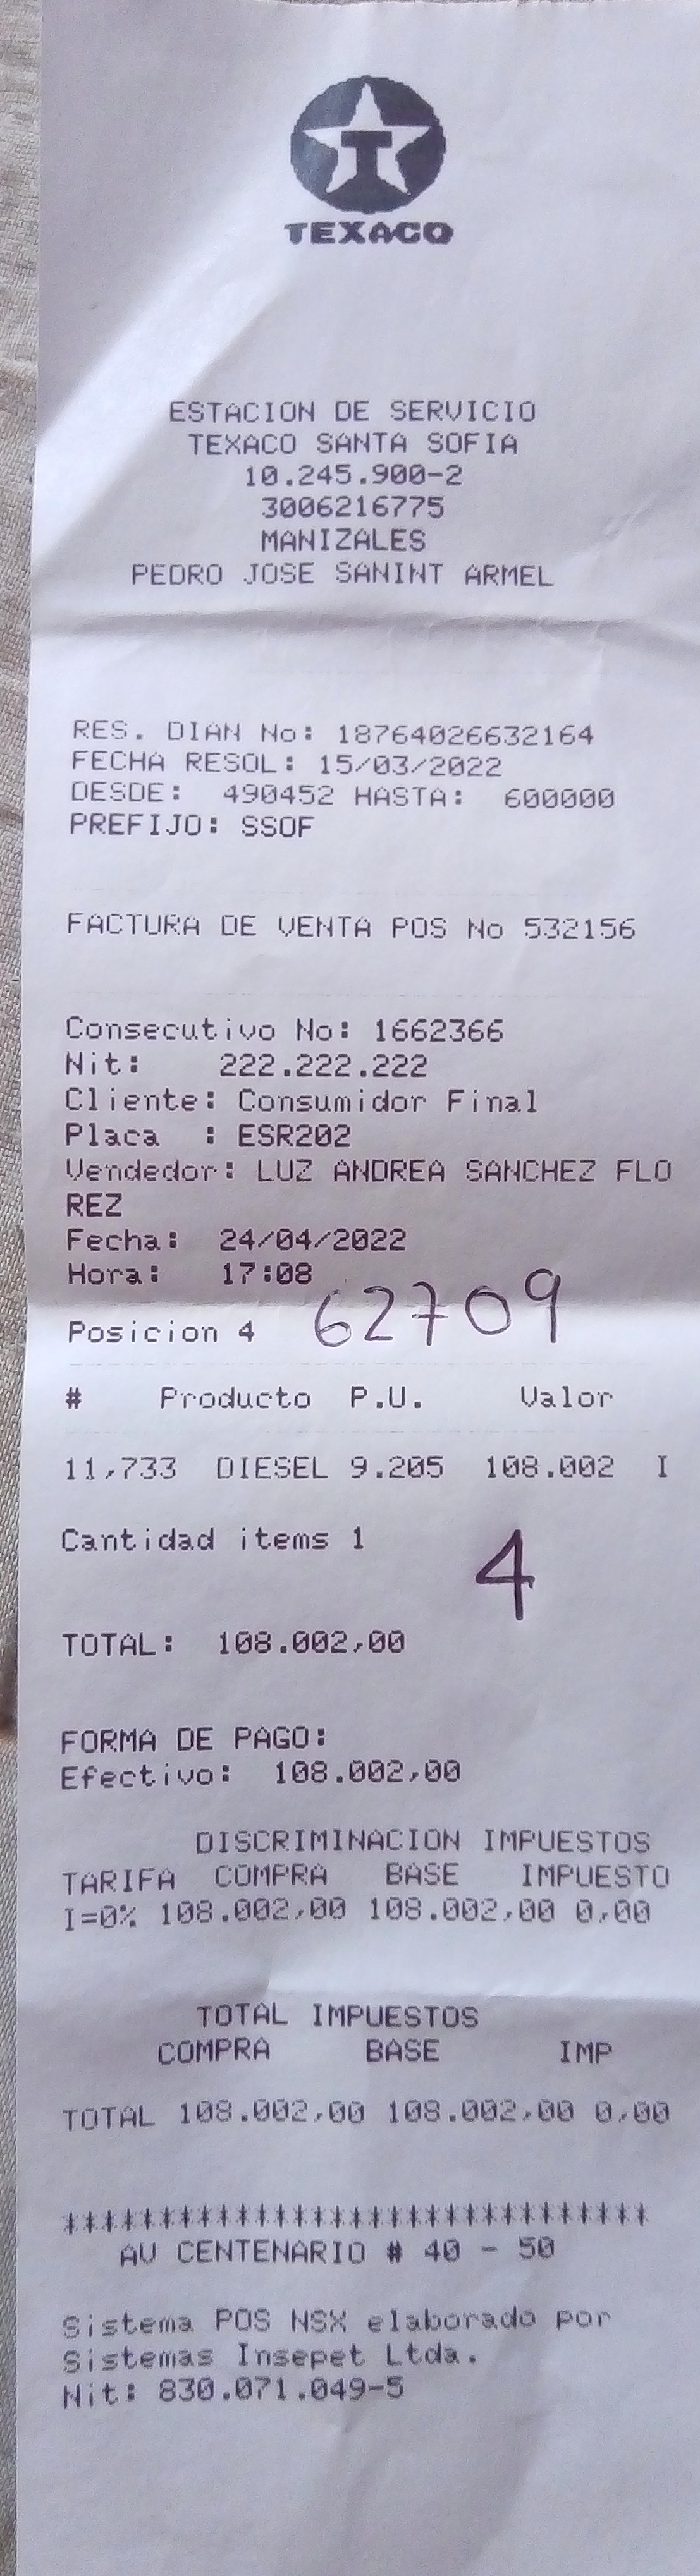 TEXACO
ESTACION DE SERVICIO
TEXACO SANTA SOFIA
10.245.900-2
3006216775
MANIZALES
PEDRO JOSE SANINT ARMEL
RES. DIAN No: 18764026632164
FECHA RESOL: 15/03/2022
DESDE: 490452 HASTA: 600000
PREFIJO: SSOF
FACTURA DE VENTA POS No 532156
Consecutivo No: 1662366
Nit: 222.222.222
Cliente: Consumidor Final
Placa : ESR202
Vendedor: LUZ ANDREA SANCHEZ FLO
REZ
Fecha: 24/04/2022
Hora: 17:08
Posicion 4 62709
# Producto P.U. Valor
11,733 DIESEL 9.205 108.002 I
Cantidad items 1
4
TOTAL: 108.002,00
FORMA DE PAGO:
Efectivo: 108.002,00
DISCRIMINACION IMPUESTOS
TARIFA COMPRA BASE IMPUESTO
I=0% 108.002,00 108.002,00 0,00
TOTAL IMPUESTOS
COMPRA BASE IMP
TOTAL 108.002,00 108.002,00 0,00
********************************
AV CENTENARIO # 40 - 50
Sistema POS NSX elaborado por
Sistemas Insepet Ltda.
Nit: 830.071.049-5